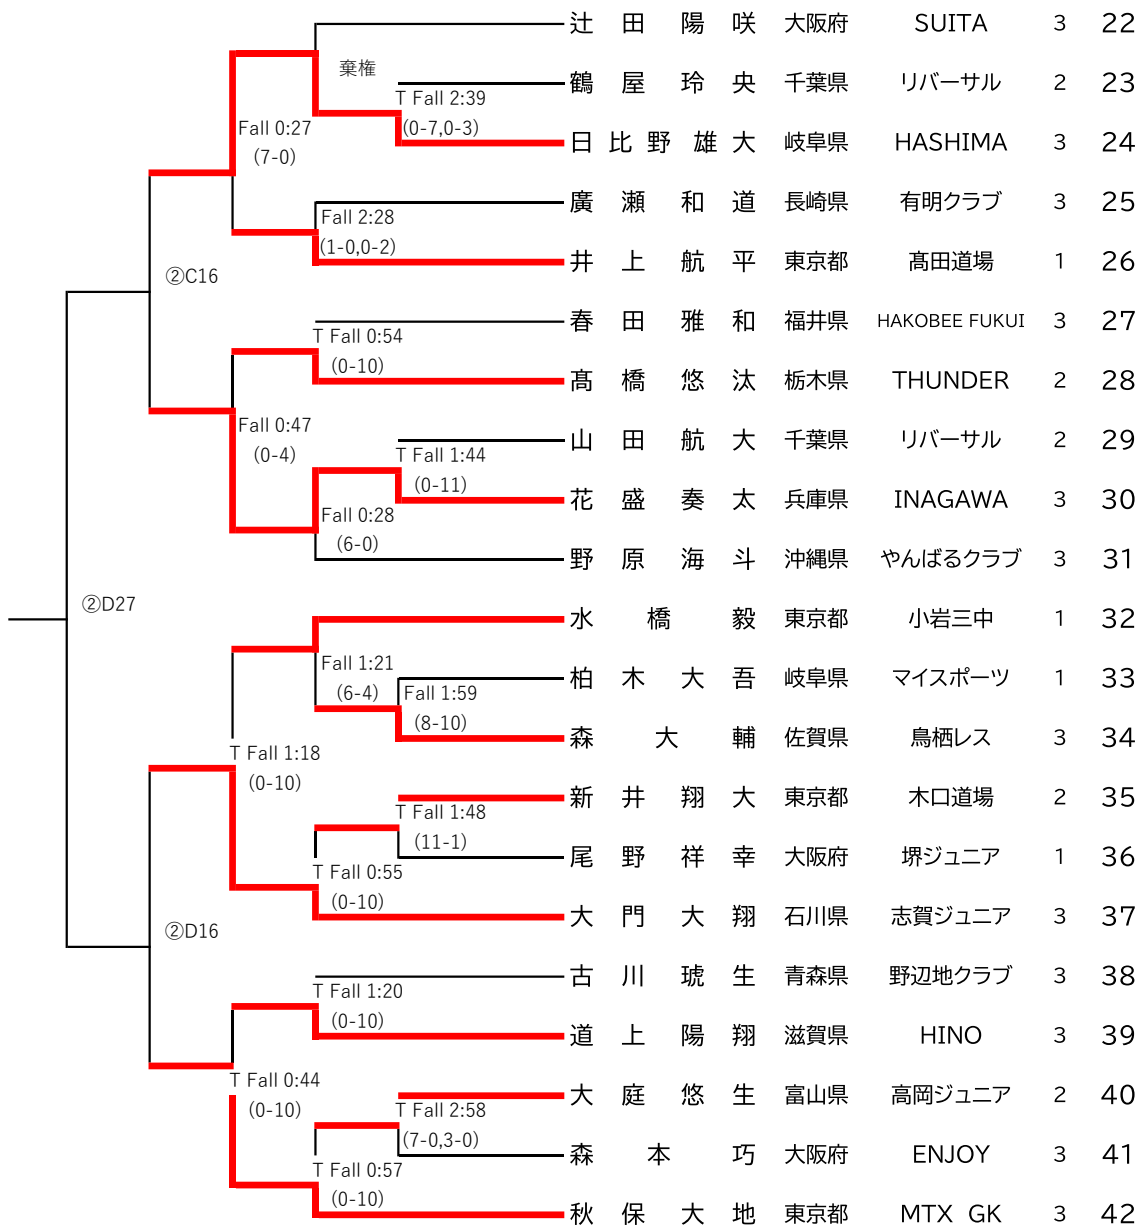 辻田陽咲 大阪府 SUITA 3 22
棄権
鶴屋玲央 千葉県 リバーサル 2 23
T Fall 2:39
(0-7,0-3)
Fall 0:27
(7-0)
日比野雄大 岐阜県 HASHIMA 3 24
廣瀬和道 長崎県 有明クラブ 3 25
Fall 2:28
(1-0,0-2)
井上航平 東京都 髙田道場 1 26
②C16
春田雅和 福井県 HAKOBEE FUKUI 3 27
T Fall 0:54
(0-10)
髙橋悠汰 栃木県 THUNDER 2 28
Fall 0:47
(0-4)
山田航大 千葉県 リバーサル 2 29
T Fall 1:44
(0-11)
花盛奏太 兵庫県 INAGAWA 3 30
Fall 0:28
(6-0)
野原海斗 沖縄県 やんばるクラブ 3 31
②D27
水橋毅 東京都 小岩三中 1 32
Fall 1:21
(6-4)
柏木大吾 岐阜県 マイスポーツ 1 33
Fall 1:59
(8-10)
森大輔 佐賀県 鳥栖レス 3 34
T Fall 1:18
(0-10)
新井翔大 東京都 木口道場 2 35
T Fall 1:48
(11-1)
尾野祥幸 大阪府 堺ジュニア 1 36
T Fall 0:55
(0-10)
大門大翔 石川県 志賀ジュニア 3 37
②D16
古川琥生 青森県 野辺地クラブ 3 38
T Fall 1:20
(0-10)
道上陽翔 滋賀県 HINO 3 39
T Fall 0:44
(0-10)
大庭悠生 富山県 高岡ジュニア 2 40
T Fall 2:58
(7-0,3-0)
森本巧 大阪府 ENJOY 3 41
T Fall 0:57
(0-10)
秋保大地 東京都 MTX GK 3 42